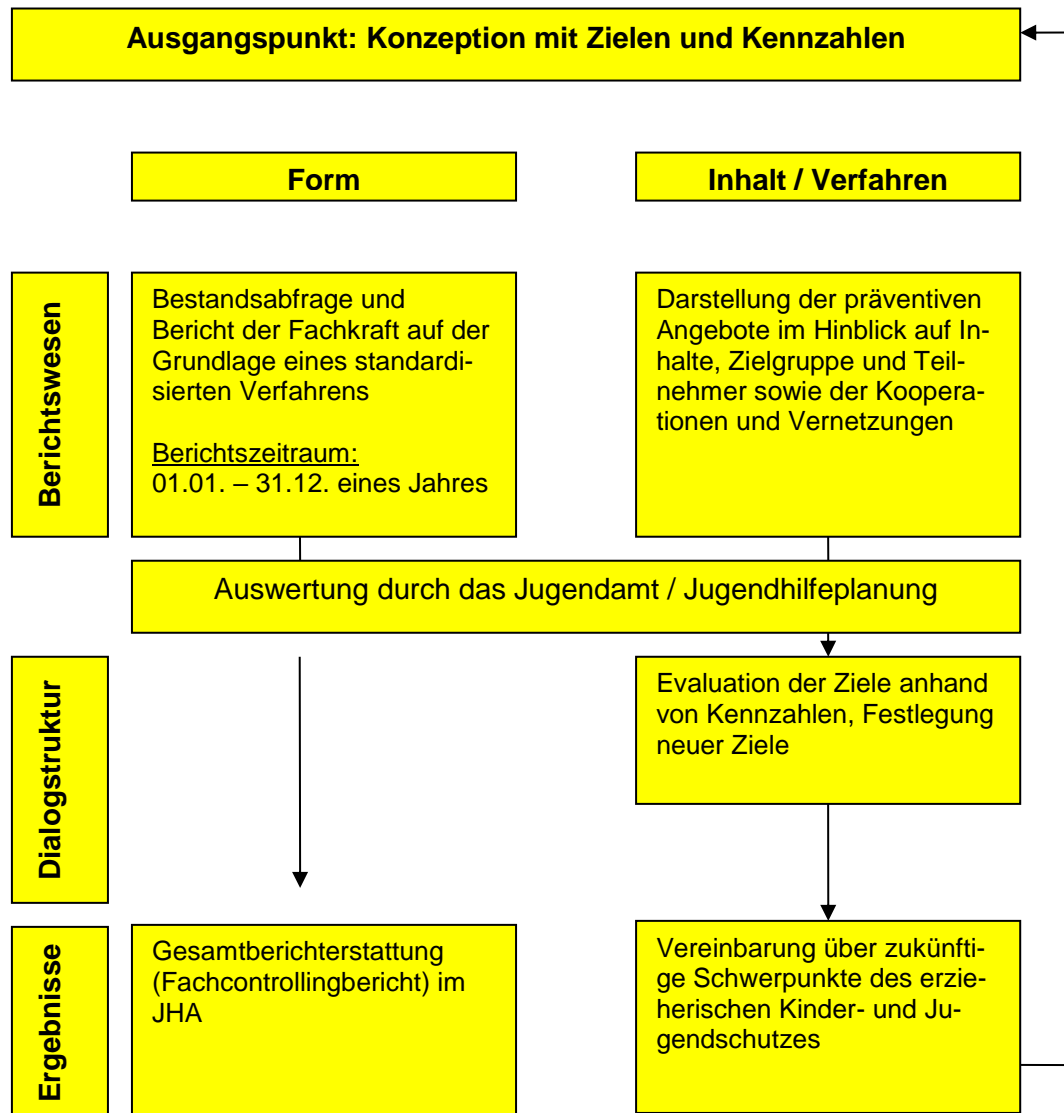 Ausgangspunkt: Konzeption mit Zielen und Kennzahlen
Form
Inhalt / Verfahren
Berichtswesen
Bestandsabfrage und
Bericht der Fachkraft auf der
Grundlage eines standardi-
sierten Verfahrens
Berichtszeitraum:
01.01. – 31.12. eines Jahres
Darstellung der präventiven
Angebote im Hinblick auf In-
halte, Zielgruppe und Teil-
nehmer sowie der Koopera-
tionen und Vernetzungen
Auswertung durch das Jugendamt / Jugendhilfeplanung
Dialogstruktur
Evaluation der Ziele anhand
von Kennzahlen, Festlegung
neuer Ziele
Ergebnisse
Gesamtberichterstattung
(Fachcontrollingbericht) im
JHA
Vereinbarung über zukünfti-
ge Schwerpunkte des erzie-
herischen Kinder- und Ju-
gendschutzes